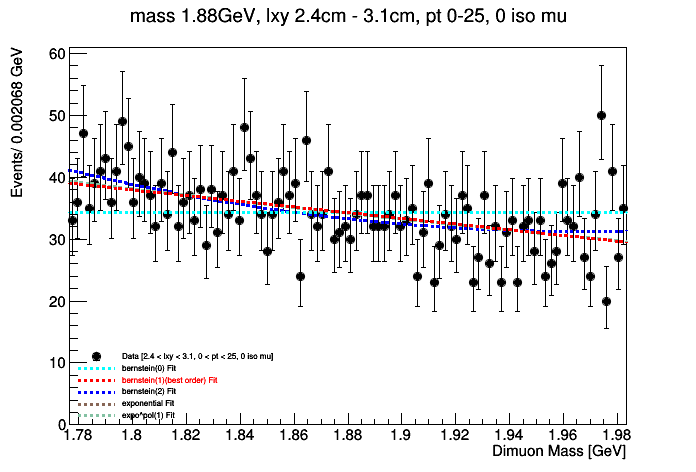 mass 1.88GeV, lxy 2.4cm - 3.1cm, pt 0-25, 0 iso mu
Events/ 0.002068 GeV
60
50
40
30
20
10
0
Data [2.4 < lxy < 3.1, 0 < pt < 25, 0 iso mu]
bernstein(0) Fit
bernstein(1)(best order) Fit
bernstein(2) Fit
exponential Fit
expo*pol(1) Fit
1.78 1.8 1.82 1.84 1.86 1.88 1.9 1.92 1.94 1.96 1.98
Dimuon Mass [GeV]